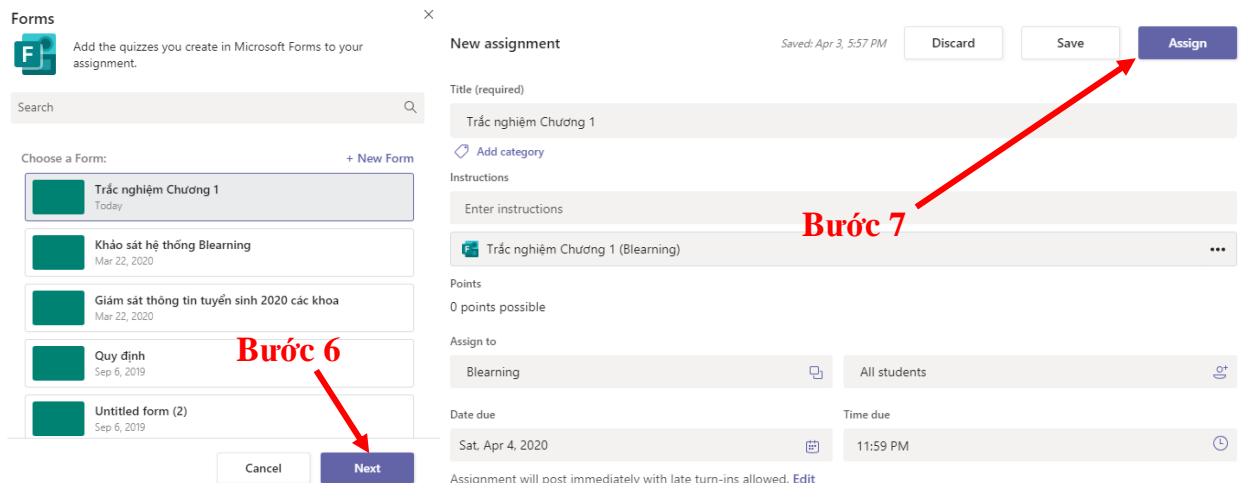 Forms
Add the quizzes you create in Microsoft Forms to your
assignment.
Search
Choose a Form:
+ New Form
Trắc nghiệm Chương 1
Today
Khảo sát hệ thống Blearning
Mar 22, 2020
Giám sát thông tin tuyển sinh 2020 các khoa
Mar 22, 2020
Quy định
Sep 6, 2019
Bước 6
Untitled form (2)
Sep 6, 2019
Cancel
Next
New assignment
Saved: Apr 3, 5:57 PM
Discard
Save
Assign
Title (required)
Trắc nghiệm Chương 1
Add category
Instructions
Enter instructions
Bước 7
Trắc nghiệm Chương 1 (Blearning)
Points
0 points possible
Assign to
Blearning
All students
Date due
Time due
Sat, Apr 4, 2020
11:59 PM
Assignment will post immediately with late turn-ins allowed. Edit